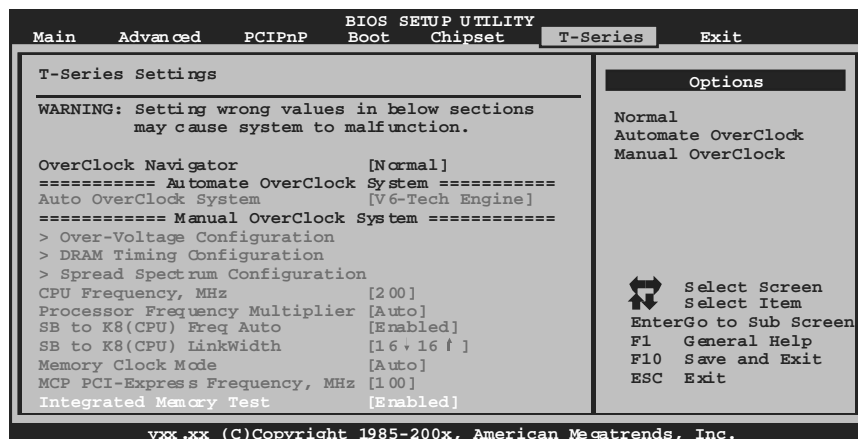 BIOS SETUP UTILITY
Main Advanced PCIPnP Boot Chipset T-Series Exit
T-Series Settings
WARNING: Setting wrong values in below sections
may cause system to malfunction.
OverClock Navigator [Normal]
=========== Automate OverClock System ===========
Auto OverClock System [V6-Tech Engine]
============ Manual OverClock System ============
> Over-Voltage Configuration
> DRAM Timing Configuration
> Spread Spectrum Configuration
CPU Frequency, MHz [200]
Processor Frequency Multiplier [Auto]
SB to K8(CPU) Freq Auto [Enabled]
SB to K8(CPU) LinkWidth [16↓16↑]
Memory Clock Mode [Auto]
MCP PCI-Express Frequency, MHz [100]
Integrated Memory Test [Enabled]
Options
Normal
Automate OverClock
Manual OverClock
Select Screen
Select Item
EnterGo to Sub Screen
F1 General Help
F10 Save and Exit
ESC Exit
vxx.xx (C)Copyright 1985-200x, American Megatrends, Inc.